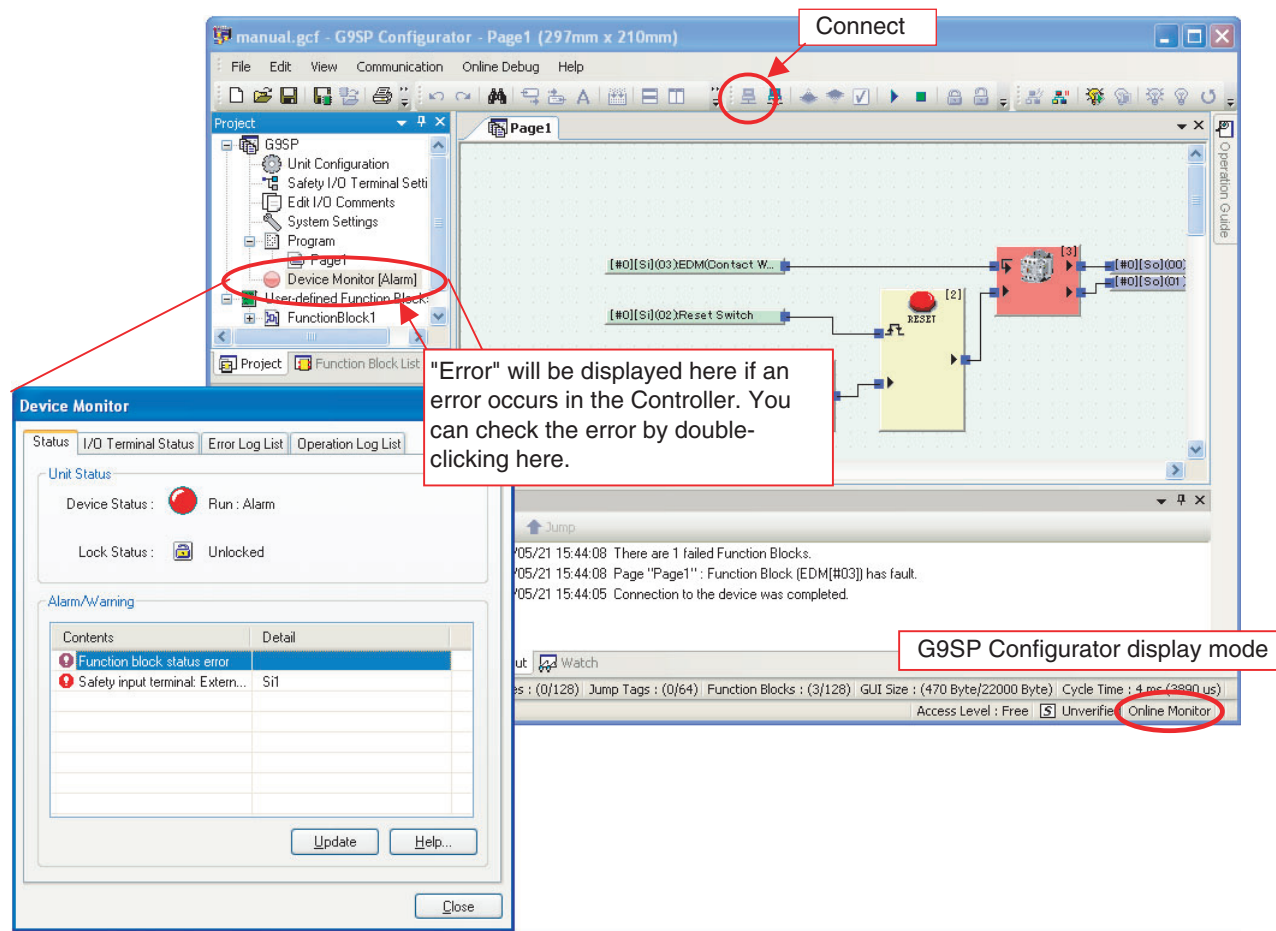 Connect
manual.gcf - G9SP Configurator - Page1 (297mm x 210mm)
File Edit View Communication Online Debug Help
Project
Page1
G9SP
Unit Configuration
Safety I/O Terminal Setti
Edit I/O Comments
System Settings
Program
Page1
Device Monitor [Alarm]
User-defined Function Block
FunctionBlock1
Project Function Block List
Operation Guide
[#0][Si](03):EDM(Contact W...
[#0][Si](02):Reset Switch
[2]
RESET
[3]
[#0][So](00)
[#0][So](01)
"Error" will be displayed here if an
error occurs in the Controller. You
can check the error by double-
clicking here.
Jump
/05/21 15:44:08 There are 1 failed Function Blocks.
/05/21 15:44:08 Page "Page1" : Function Block (EDM[#03]) has fault.
/05/21 15:44:05 Connection to the device was completed.
ut Watch
G9SP Configurator display mode
es : (0/128) Jump Tags : (0/64) Function Blocks : (3/128) GUI Size : (470 Byte/22000 Byte) Cycle Time : 4 ms (3890 us)
Access Level : Free S Unverifie Online Monitor
Device Monitor
Status I/O Terminal Status Error Log List Operation Log List
Unit Status
Device Status : Run : Alarm
Lock Status : Unlocked
Alarm/Warning
Contents Detail
Function block status error
Safety input terminal: Extern... Si1
Update Help...
Close